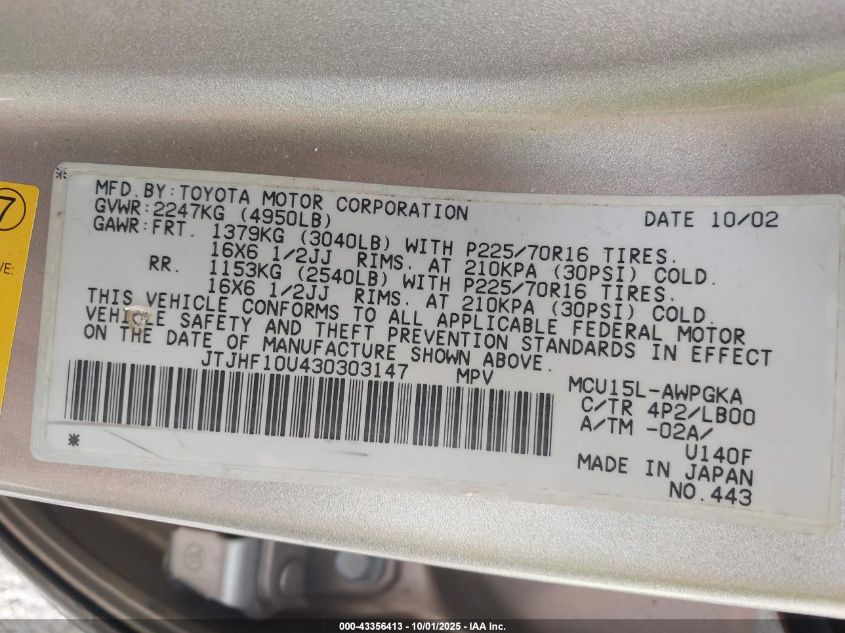 7
VE:
MFD. BY: TOYOTA MOTOR CORPORATION DATE 10/02
GVWR: 2247KG (4950LB)
GAWR: FRT. 1379KG (3040LB) WITH P225/70R16 TIRES.
16X6 1/2JJ RIMS. AT 210KPA (30PSI) COLD.
RR. 1153KG (2540LB) WITH P225/70R16 TIRES.
16X6 1/2JJ RIMS. AT 210KPA (30PSI) COLD.
THIS VEHICLE CONFORMS TO ALL APPLICABLE FEDERAL MOTOR
VEHICLE SAFETY AND THEFT PREVENTION STANDARDS IN EFFECT
ON THE DATE OF MANUFACTURE SHOWN ABOVE.
JTJHF10U430303147 MPV
MCU15L-AWPGKA
C/TR 4P2/LB00
A/TM -02A/
U140F
MADE IN JAPAN
NO. 443
000-43356413 - 10/01/2025 - IAA Inc.